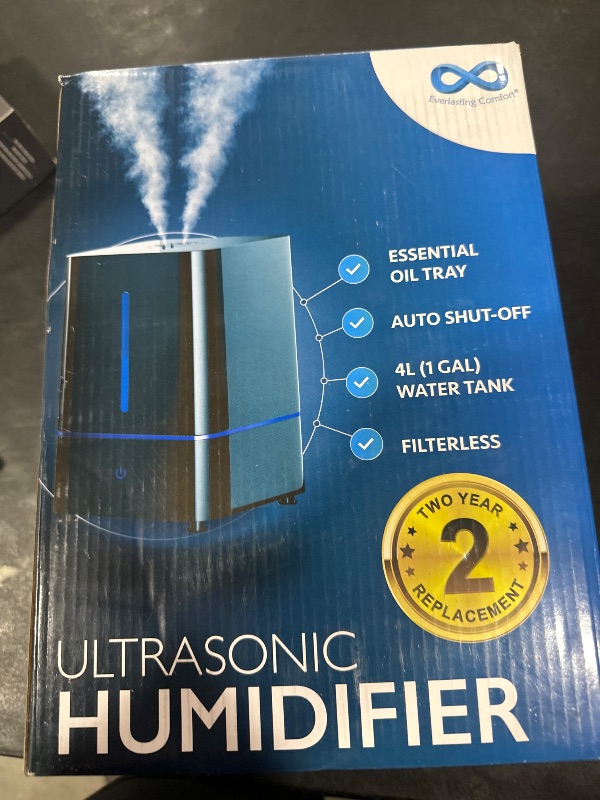 Everlasting Comfort®
ESSENTIAL
OIL TRAY
AUTO SHUT-OFF
4L (1 GAL)
WATER TANK
FILTERLESS
TWO YEAR
2
REPLACEMENT
ULTRASONIC
HUMIDIFIER